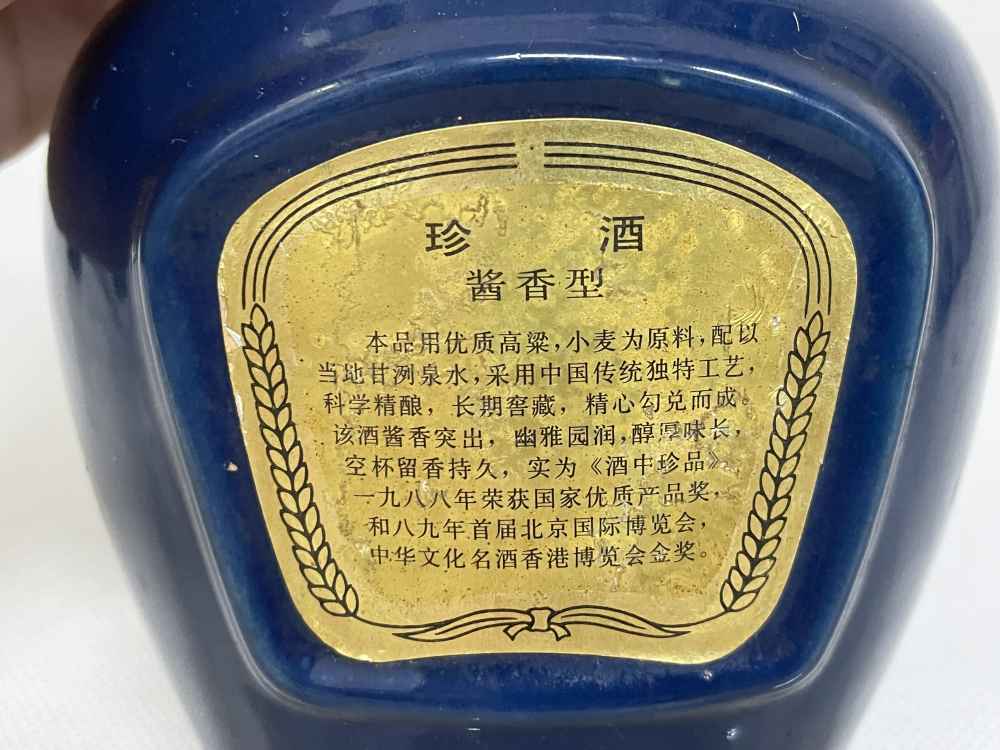 珍 酒
酱香型
本品用优质高粱,小麦为原料,配以
当地甘洌泉水,采用中国传统独特工艺,
科学精酿,长期窖藏,精心勾兑而成。
该酒酱香突出,幽雅园润,醇厚味长,
空杯留香持久,实为《酒中珍品》
一九八八年荣获国家优质产品奖,
和八九年首届北京国际博览会,
中华文化名酒香港博览会金奖。